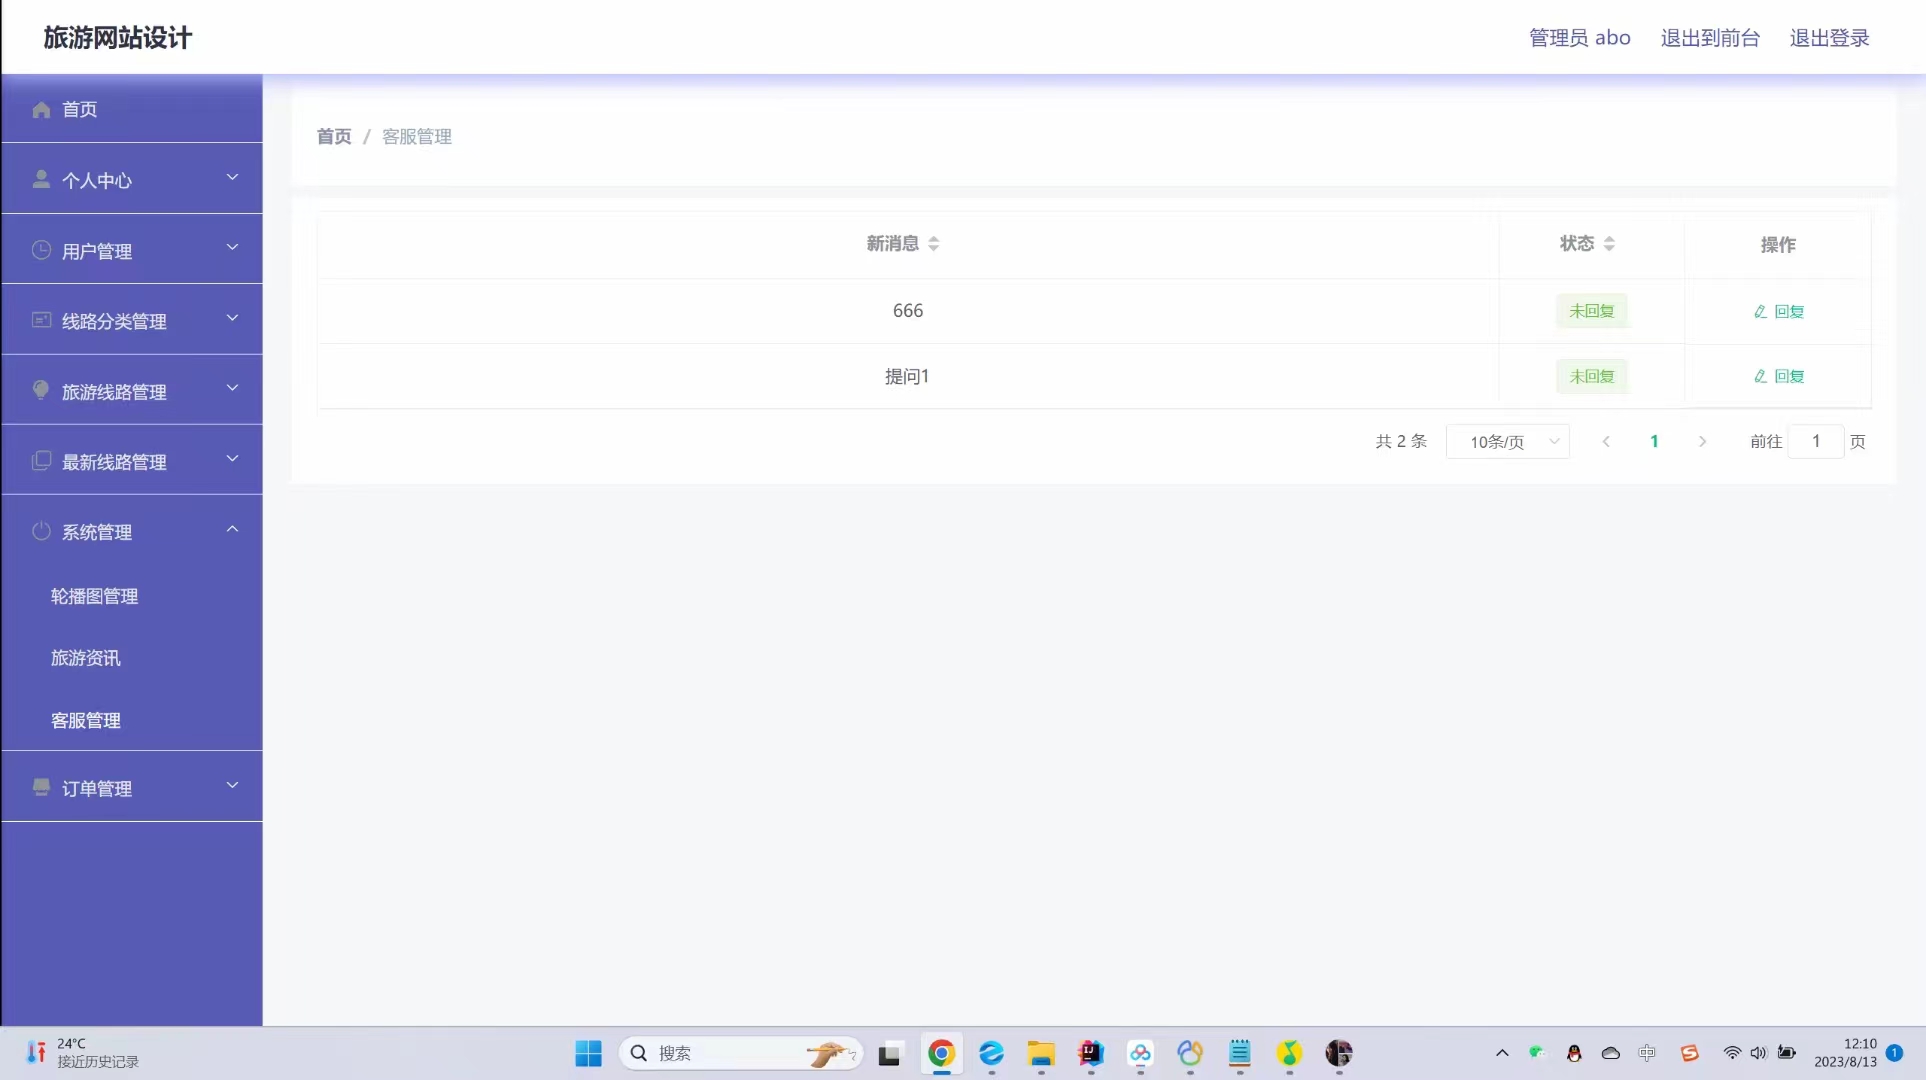 旅游网站设计
管理员 abo
退出到前台
退出登录
首页
个人中心
用户管理
线路分类管理
旅游线路管理
最新线路管理
系统管理
轮播图管理
旅游资讯
客服管理
订单管理
首页 / 客服管理
新消息 状态 操作
666 未回复 回复
提问1 未回复 回复
共 2 条 10条/页 1 前往 1 页
24°C
接近历史记录
搜索
中
12:10
2023/8/13
1